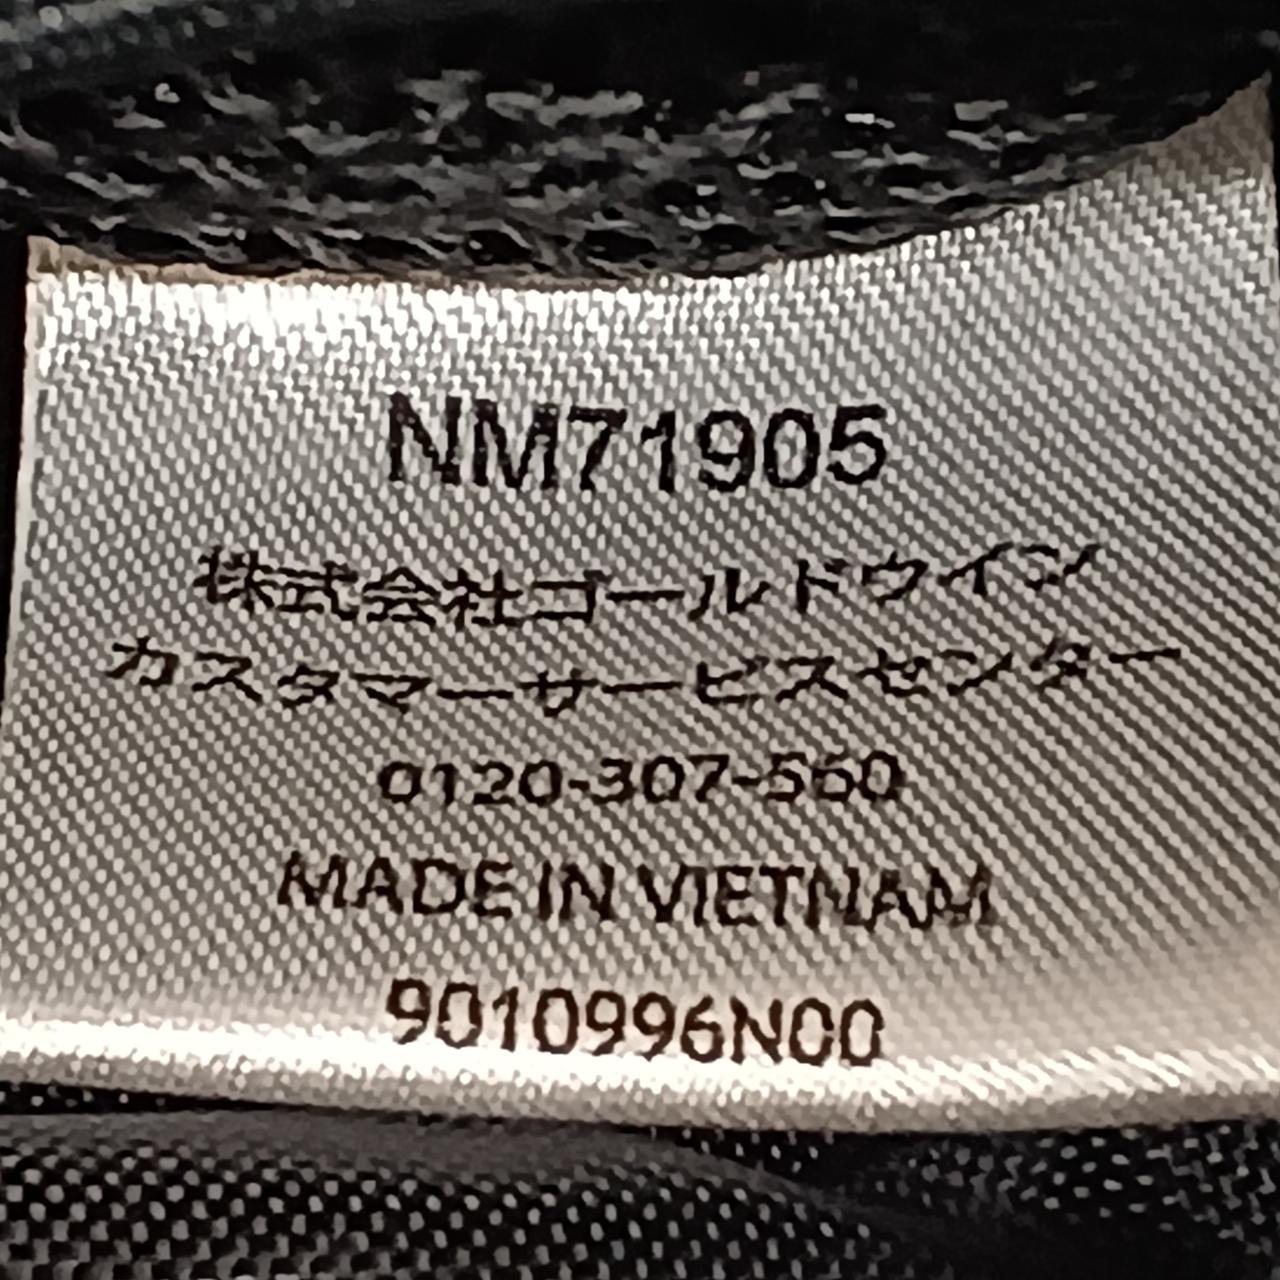 NM71905
株式会社ゴールドウイン
カスタマーサービスセンター
0120-307-560
MADE IN VIETNAM
9010996N00